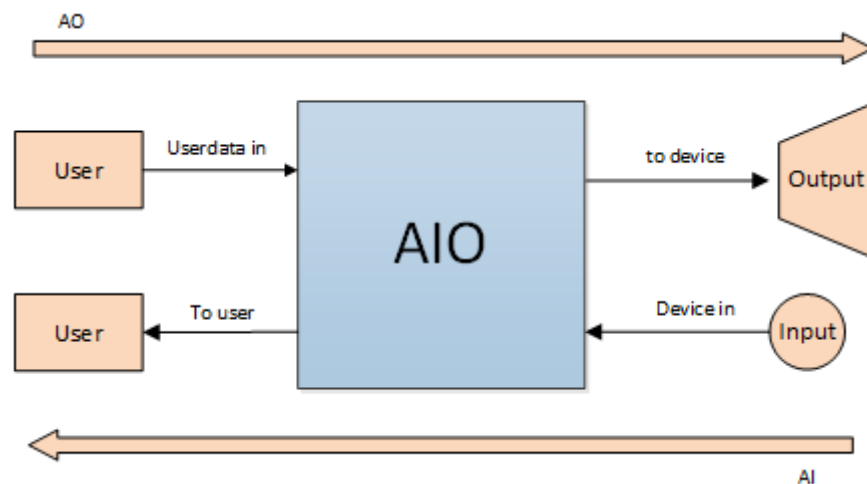 AO
User
Userdata in
AIO
to device
Output
User
To user
Device in
Input
AI